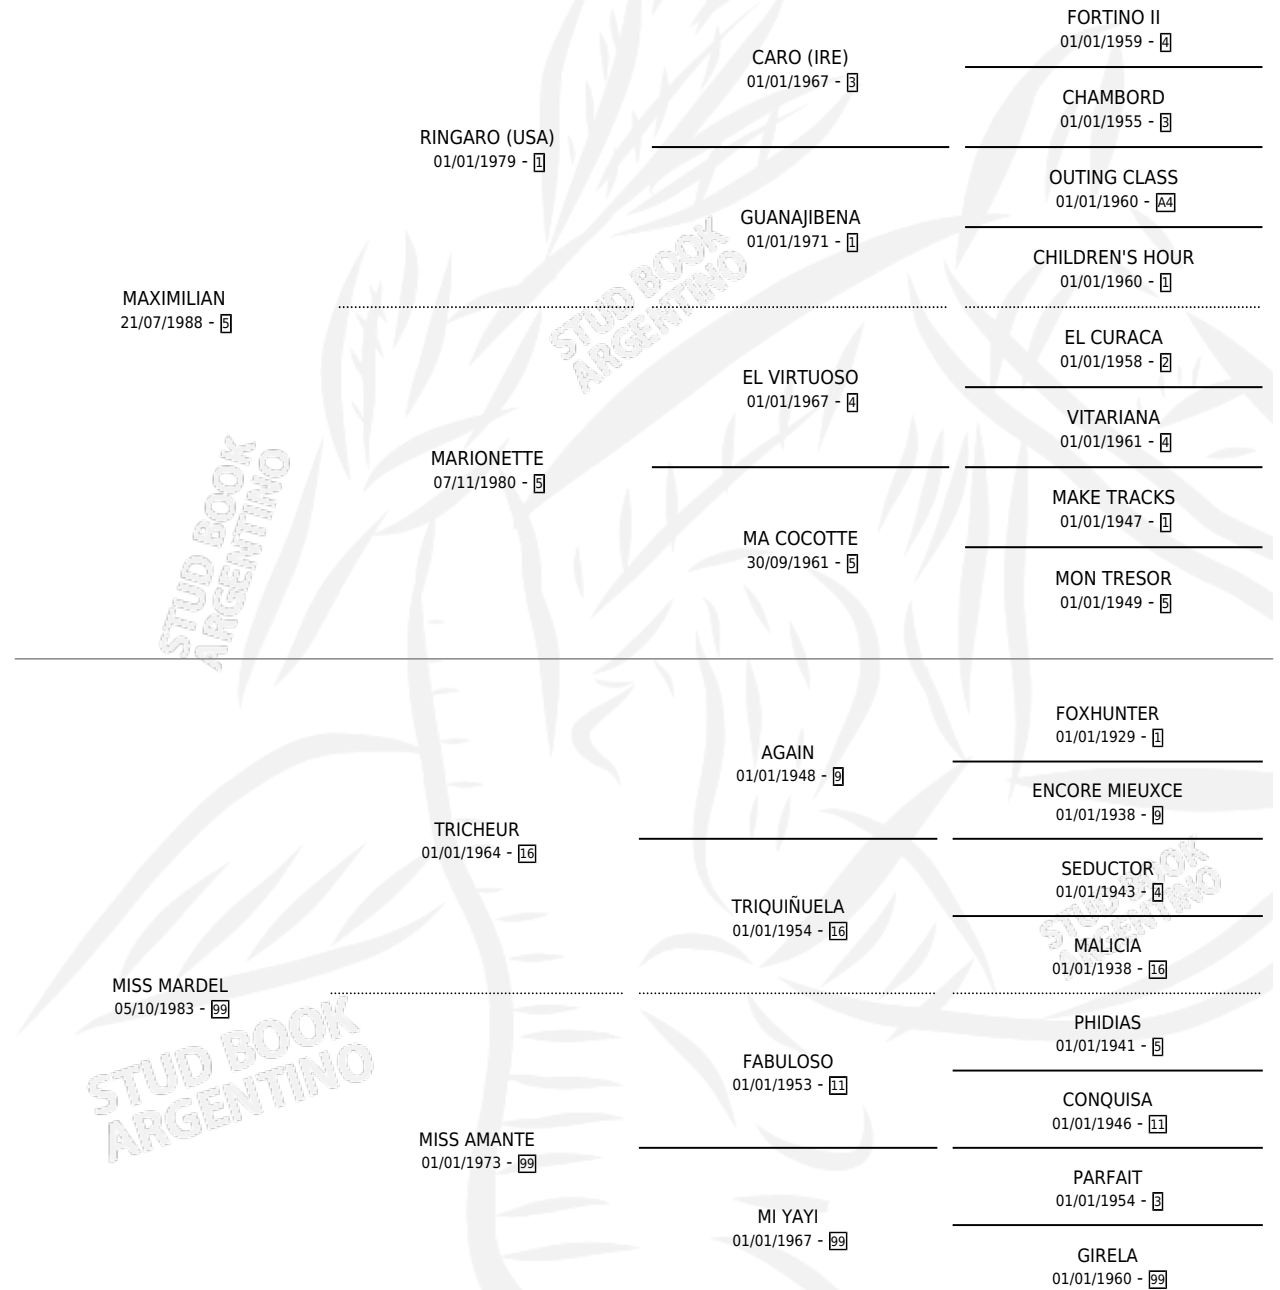 FORTINO II
01/01/1959 - 4
CARO (IRE)
01/01/1967 - 3
CHAMBORD
01/01/1955 - 3
RINGARO (USA)
01/01/1979 - 1
OUTING CLASS
01/01/1960 - A4
GUANAJIBENA
01/01/1971 - 1
CHILDREN'S HOUR
01/01/1960 - 1
MAXIMILIAN
21/07/1988 - 5
EL CURACA
01/01/1958 - 2
EL VIRTUOSO
01/01/1967 - 4
VITARIANA
01/01/1961 - 4
MARIONETTE
07/11/1980 - 5
MAKE TRACKS
01/01/1947 - 1
MA COCOTTE
30/09/1961 - 5
MON TRESOR
01/01/1949 - 5
STUD BOOK
ARGENTINO
STUD BOOK
ARGENTINO
FOXHUNTER
01/01/1929 - 1
AGAIN
01/01/1948 - 9
ENCORE MIEUXCE
01/01/1938 - 9
TRICHEUR
01/01/1964 - 16
SEDUCTOR
01/01/1943 - 4
TRIQUIÑUELA
01/01/1954 - 16
MALICIA
01/01/1938 - 16
MISS MARDEL
05/10/1983 - 99
PHIDIAS
01/01/1941 - 5
FABULOSO
01/01/1953 - 11
CONQUISA
01/01/1946 - 11
MISS AMANTE
01/01/1973 - 99
PARFAIT
01/01/1954 - 3
MI YAYI
01/01/1967 - 99
GIRELA
01/01/1960 - 99
STUD BOOK
ARGENTINO
STUD BOOK
ARGENTINO